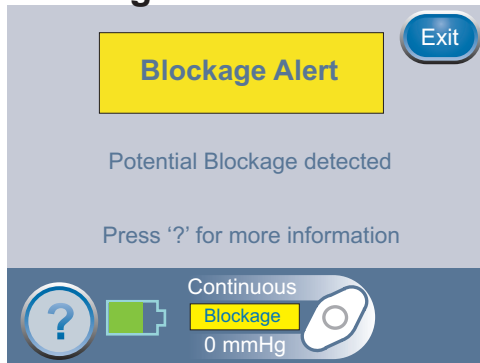 Exit
Blockage Alert
Potential Blockage detected
Press ‘?’ for more information
?
Continuous
Blockage
0 mmHg